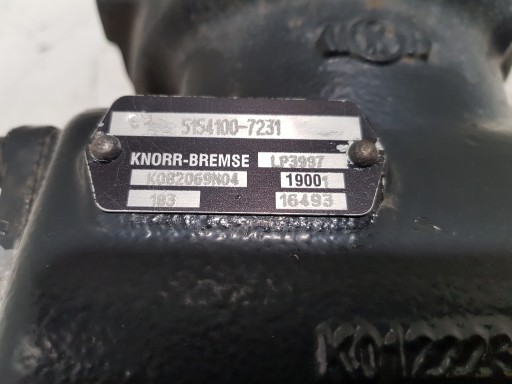 5154100-7231
KNORR-BREMSE LP3997
K082069N04 19001
183 16493